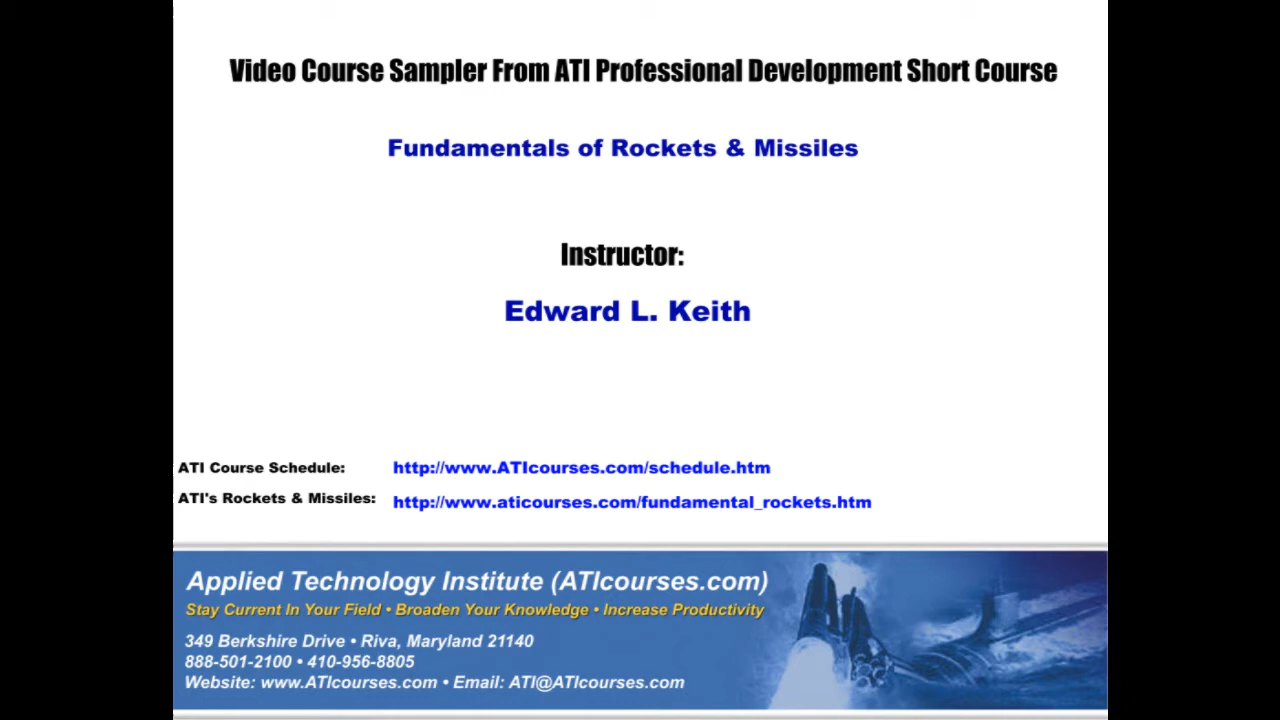 Video Course Sampler From ATI Professional Development Short Course
Fundamentals of Rockets & Missiles
Instructor:
Edward L. Keith
ATI Course Schedule: http://www.ATIcourses.com/schedule.htm
ATI's Rockets & Missiles: http://www.aticourses.com/fundamental_rockets.htm
Applied Technology Institute (ATIcourses.com)
Stay Current In Your Field • Broaden Your Knowledge • Increase Productivity
349 Berkshire Drive • Riva, Maryland 21140
888-501-2100 • 410-956-8805
Website: www.ATIcourses.com • Email: ATI@ATIcourses.com